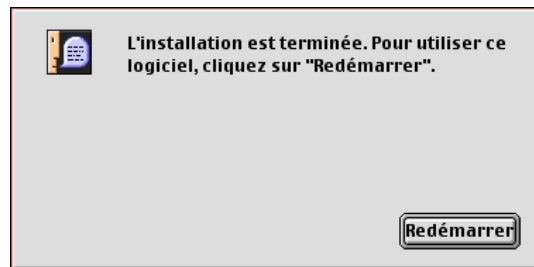 L'installation est terminée. Pour utiliser ce
logiciel, cliquez sur "Redémarrer".
Redémarrer